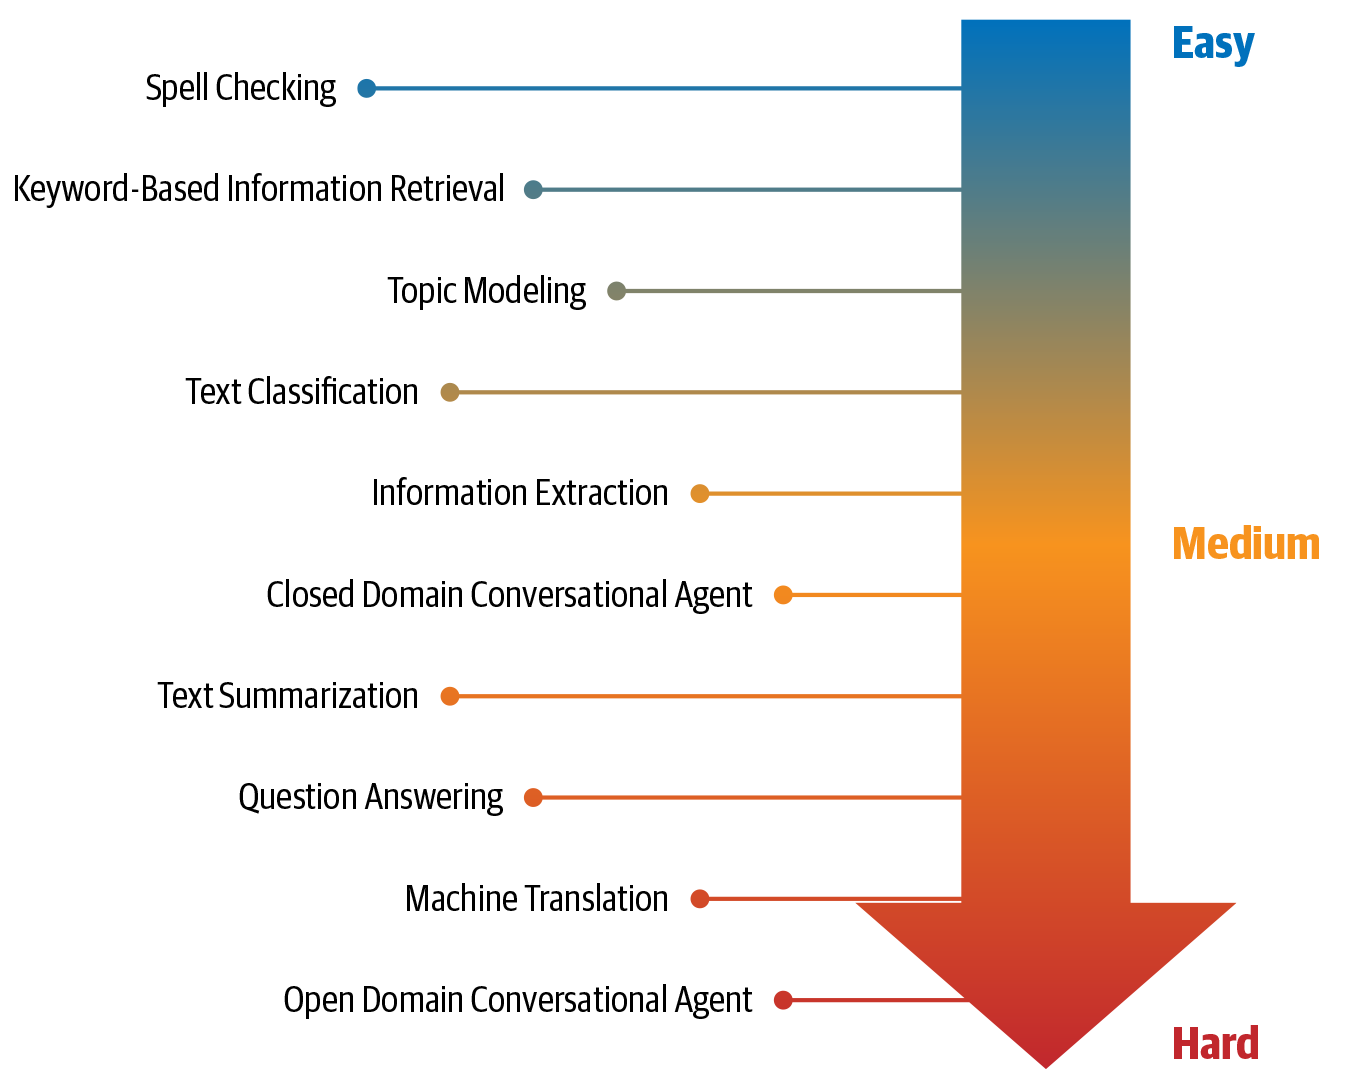 Easy
Spell Checking
Keyword-Based Information Retrieval
Topic Modeling
Text Classification
Information Extraction
Medium
Closed Domain Conversational Agent
Text Summarization
Question Answering
Machine Translation
Open Domain Conversational Agent
Hard